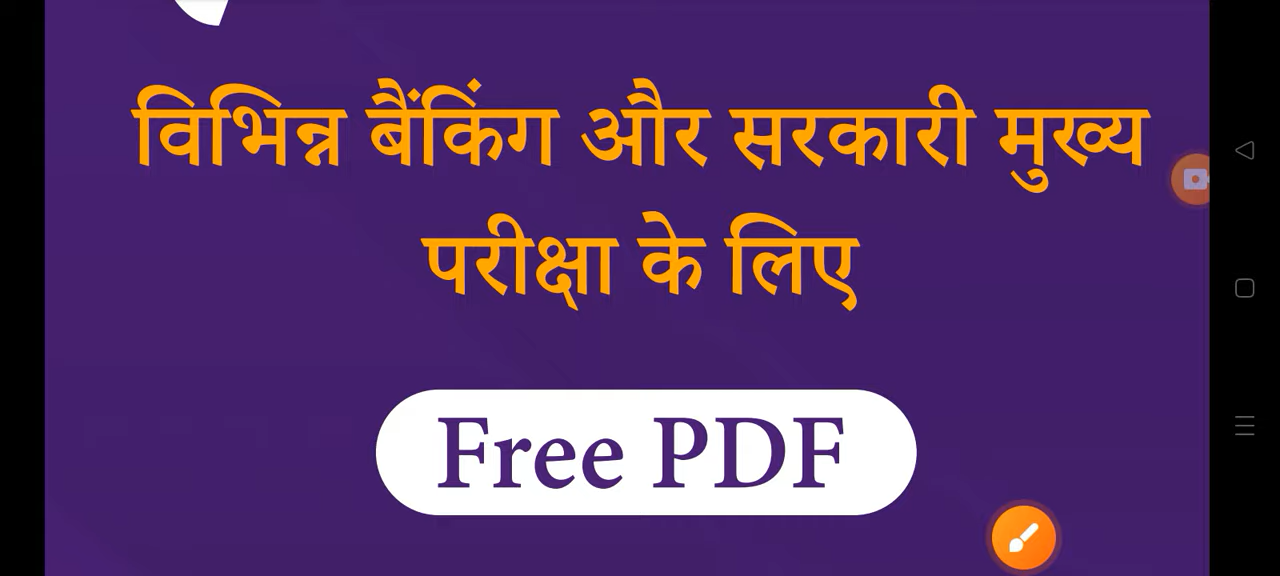 विभिन्न बैंकिंग और सरकारी मुख्य
परीक्षा के लिए
Free PDF